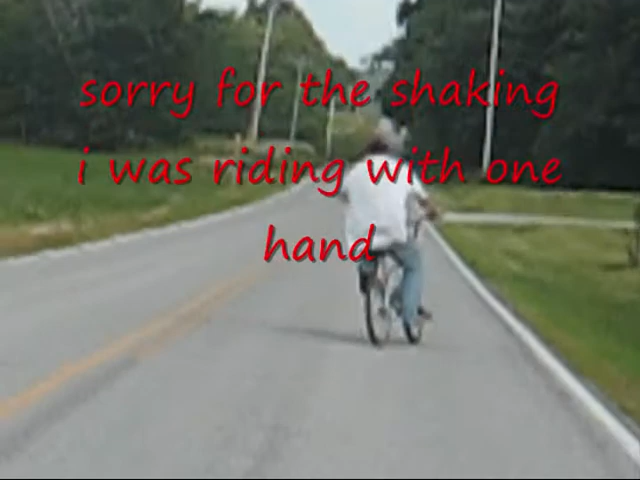 sorry for the shaking
i was riding with one
hand